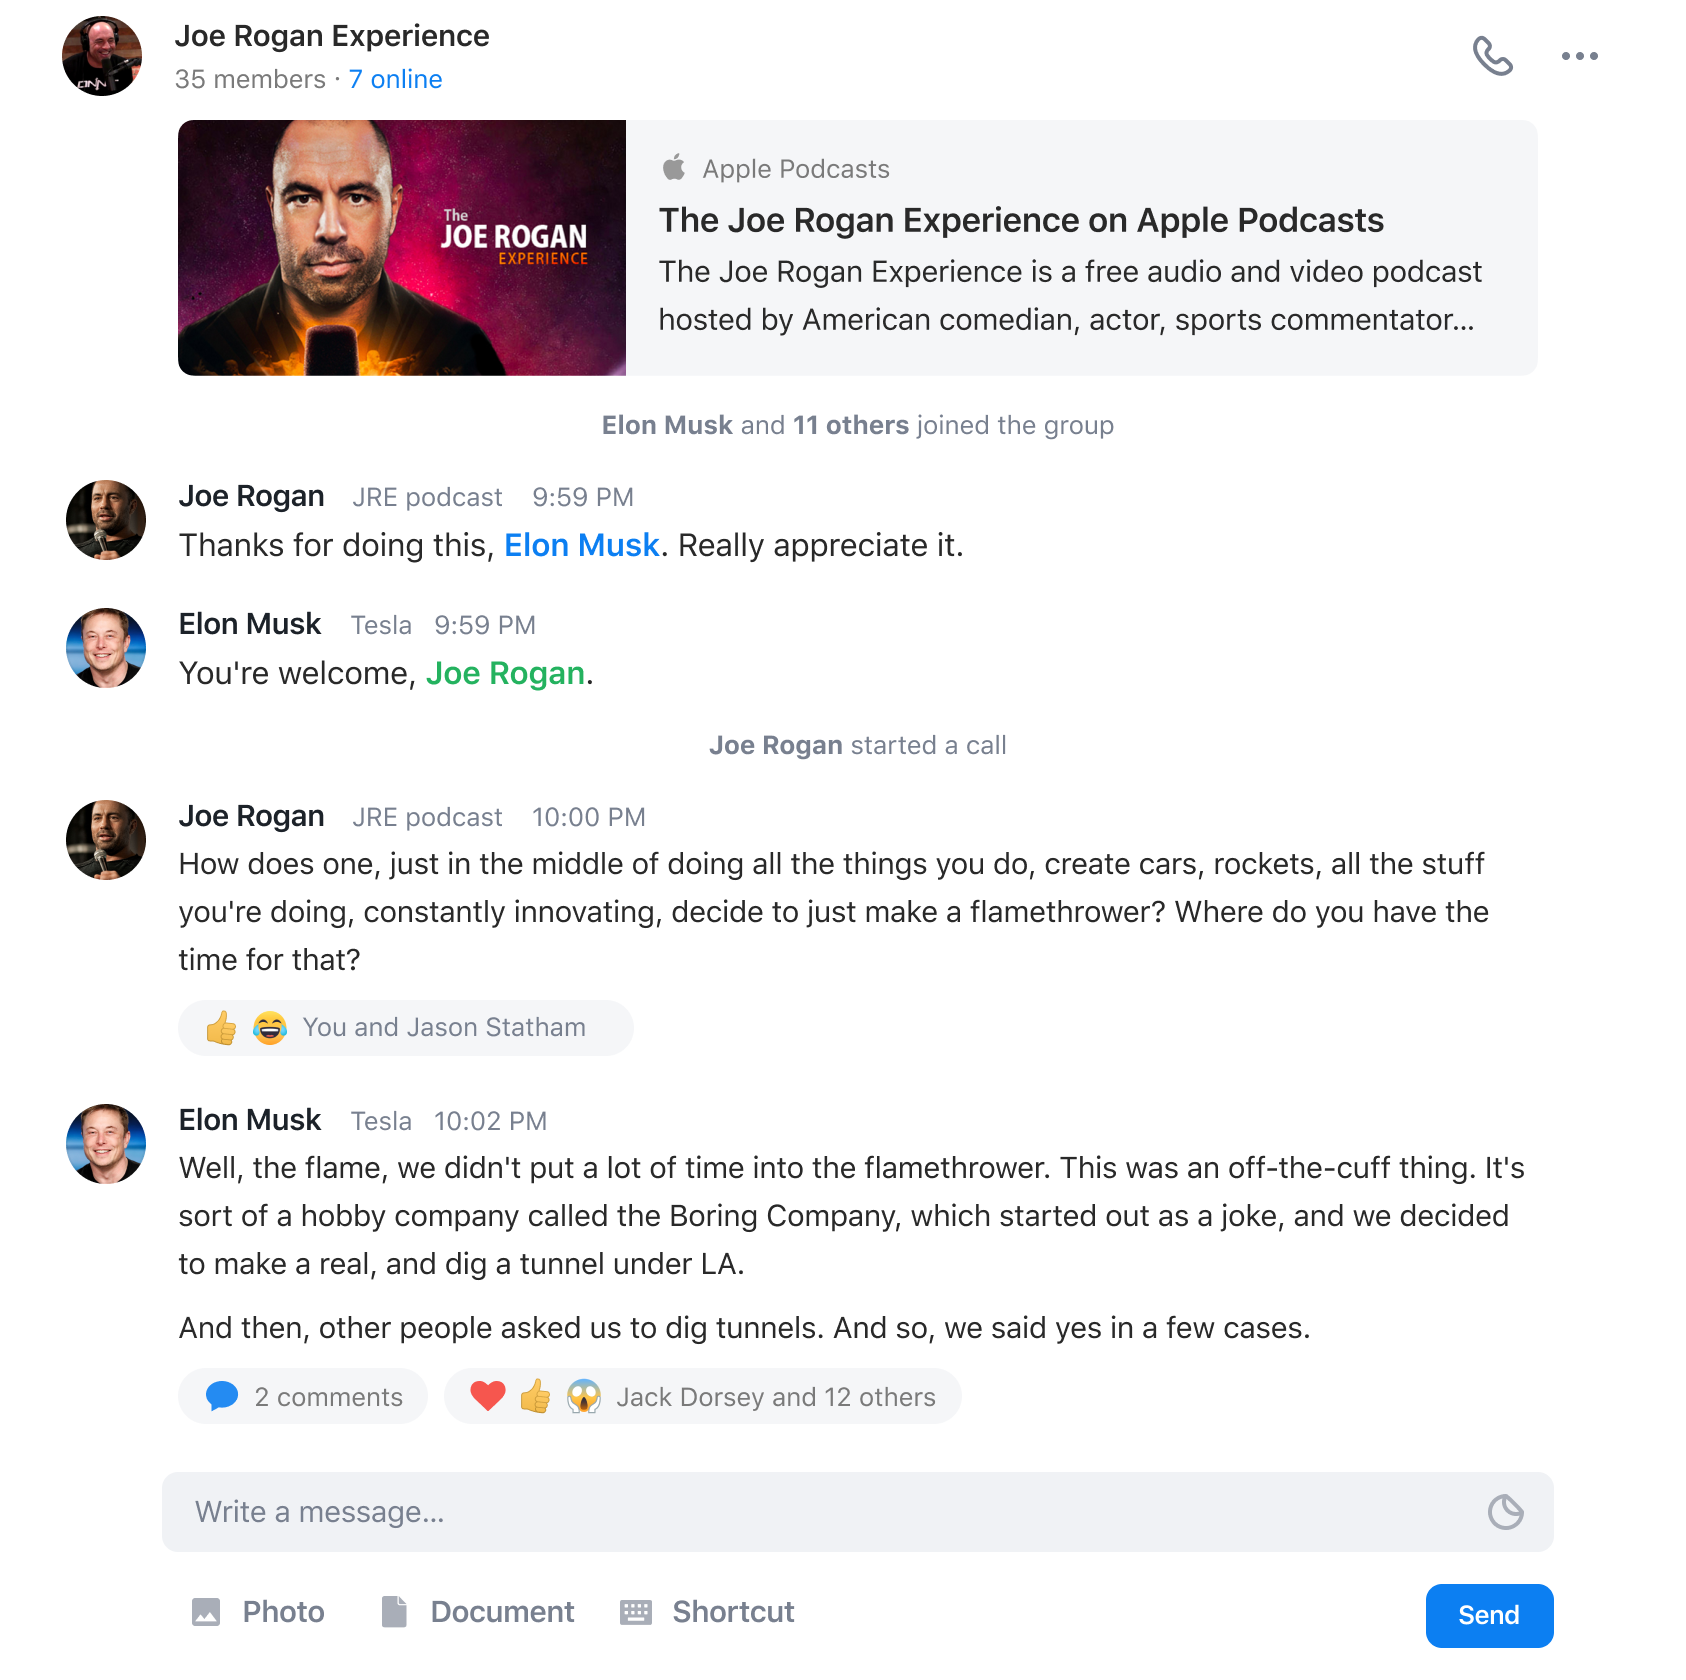 Joe Rogan Experience
35 members · 7 online
The
JOE ROGAN
EXPERIENCE
Apple Podcasts
The Joe Rogan Experience on Apple Podcasts
The Joe Rogan Experience is a free audio and video podcast
hosted by American comedian, actor, sports commentator...
Elon Musk and 11 others joined the group
Joe Rogan JRE podcast 9:59 PM
Thanks for doing this, Elon Musk. Really appreciate it.
Elon Musk Tesla 9:59 PM
You're welcome, Joe Rogan.
Joe Rogan started a call
Joe Rogan JRE podcast 10:00 PM
How does one, just in the middle of doing all the things you do, create cars, rockets, all the stuff
you're doing, constantly innovating, decide to just make a flamethrower? Where do you have the
time for that?
👍 😂 You and Jason Statham
Elon Musk Tesla 10:02 PM
Well, the flame, we didn't put a lot of time into the flamethrower. This was an off-the-cuff thing. It's
sort of a hobby company called the Boring Company, which started out as a joke, and we decided
to make a real, and dig a tunnel under LA.
And then, other people asked us to dig tunnels. And so, we said yes in a few cases.
2 comments ❤️ 👍 😱 Jack Dorsey and 12 others
Write a message...
Photo Document Shortcut Send